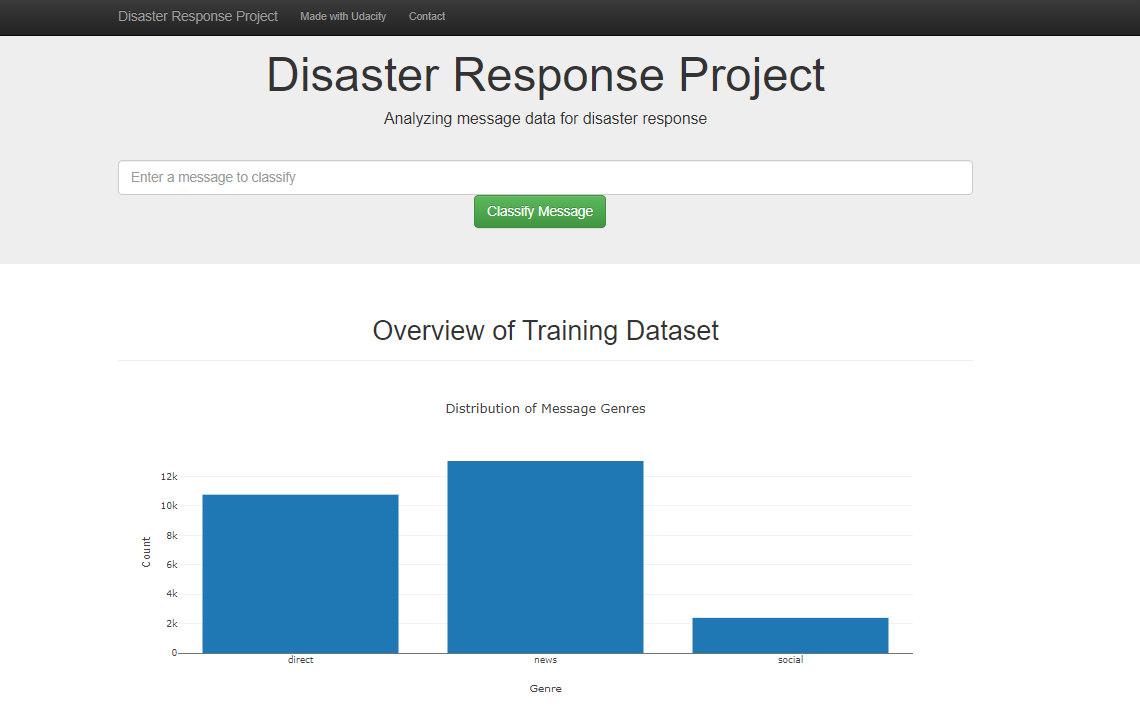 Disaster Response Project Made with Udacity Contact
Disaster Response Project
Analyzing message data for disaster response
Enter a message to classify
Classify Message
Overview of Training Dataset
Distribution of Message Genres
12k
10k
8k
6k
4k
2k
0
Count
direct news social
Genre